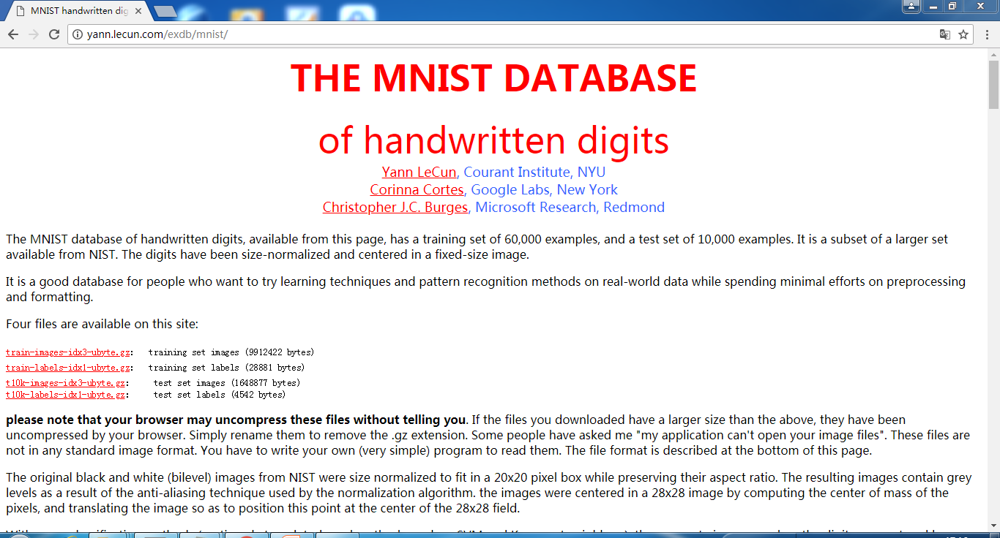 MNIST handwritten dig
yann.lecun.com/exdb/mnist/
THE MNIST DATABASE
of handwritten digits
Yann LeCun, Courant Institute, NYU
Corinna Cortes, Google Labs, New York
Christopher J.C. Burges, Microsoft Research, Redmond
The MNIST database of handwritten digits, available from this page, has a training set of 60,000 examples, and a test set of 10,000 examples. It is a subset of a larger set
available from NIST. The digits have been size-normalized and centered in a fixed-size image.
It is a good database for people who want to try learning techniques and pattern recognition methods on real-world data while spending minimal efforts on preprocessing
and formatting.
Four files are available on this site:
train-images-idx3-ubyte.gz: training set images (9912422 bytes)
train-labels-idx1-ubyte.gz: training set labels (28881 bytes)
t10k-images-idx3-ubyte.gz: test set images (1648877 bytes)
t10k-labels-idx1-ubyte.gz: test set labels (4542 bytes)
please note that your browser may uncompress these files without telling you. If the files you downloaded have a larger size than the above, they have been
uncompressed by your browser. Simply rename them to remove the .gz extension. Some people have asked me "my application can't open your image files". These files are
not in any standard image format. You have to write your own (very simple) program to read them. The file format is described at the bottom of this page.
The original black and white (bilevel) images from NIST were size normalized to fit in a 20x20 pixel box while preserving their aspect ratio. The resulting images contain grey
levels as a result of the anti-aliasing technique used by the normalization algorithm. the images were centered in a 28x28 image by computing the center of mass of the
pixels, and translating the image so as to position this point at the center of the 28x28 field.